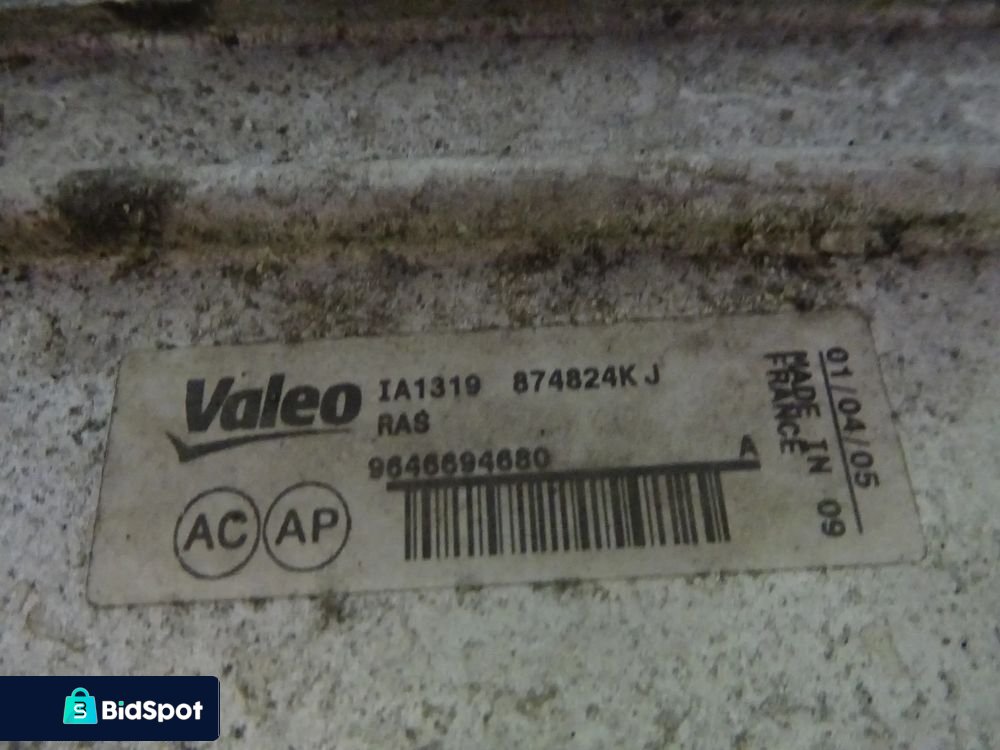 Valeo IA1319 874824K J
RAS
9646694680 A
AC AP
01/04/05
MADE IN 09
FRANCE
BidSpot